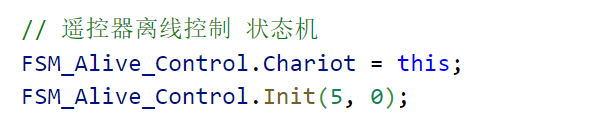 // 遥控器离线控制 状态机
FSM_Alive_Control.Chariot = this;
FSM_Alive_Control.Init(5, 0);